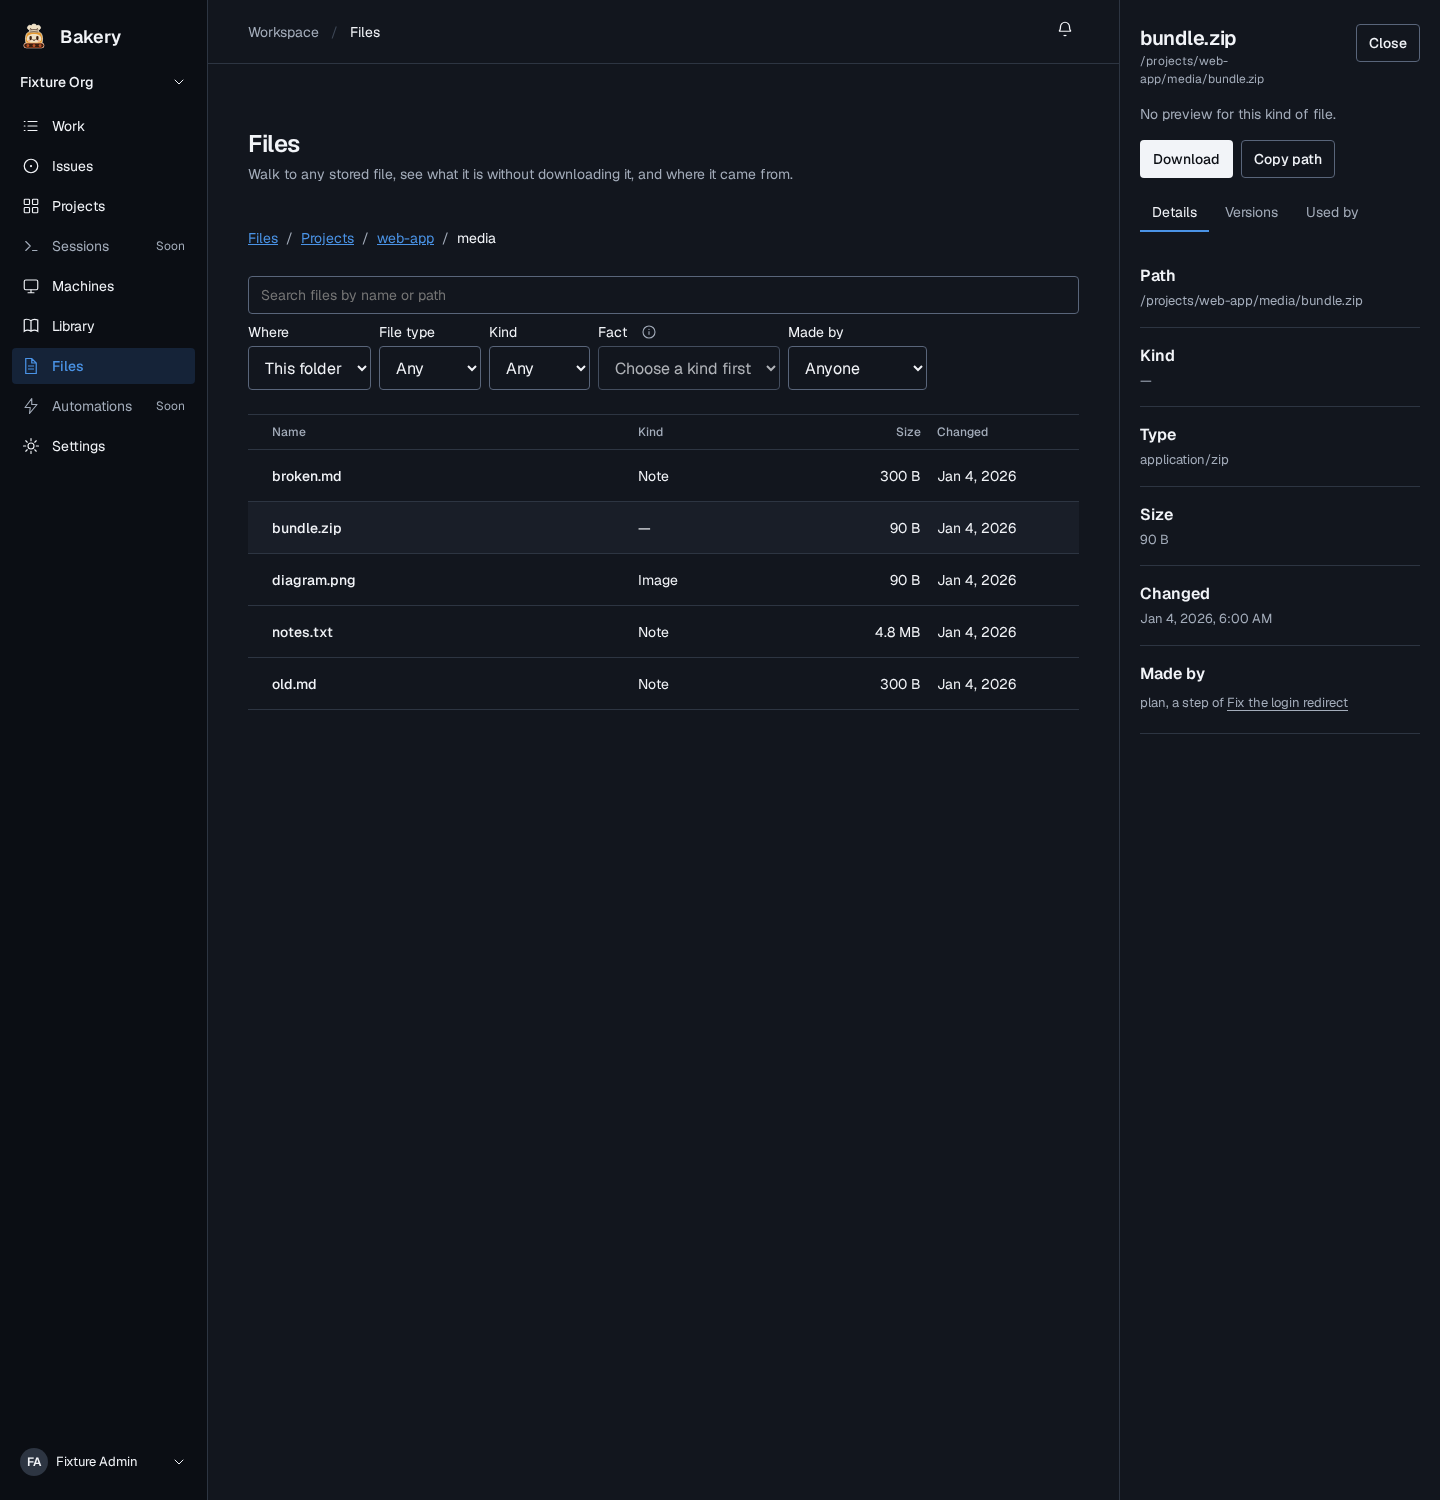 Bakery
Fixture Org
Work
Issues
Projects
Sessions Soon
Machines
Library
Files
Automations Soon
Settings
FA Fixture Admin
Workspace / Files
Files
Walk to any stored file, see what it is without downloading it, and where it came from.
Files / Projects / web-app / media
Search files by name or path
Where File type Kind Fact Made by
This folder Any Any Choose a kind first Anyone
Name Kind Size Changed
broken.md Note 300 B Jan 4, 2026
bundle.zip — 90 B Jan 4, 2026
diagram.png Image 90 B Jan 4, 2026
notes.txt Note 4.8 MB Jan 4, 2026
old.md Note 300 B Jan 4, 2026
bundle.zip
Close
/projects/web-
app/media/bundle.zip
No preview for this kind of file.
Download Copy path
Details Versions Used by
Path
/projects/web-app/media/bundle.zip
Kind
—
Type
application/zip
Size
90 B
Changed
Jan 4, 2026, 6:00 AM
Made by
plan, a step of Fix the login redirect